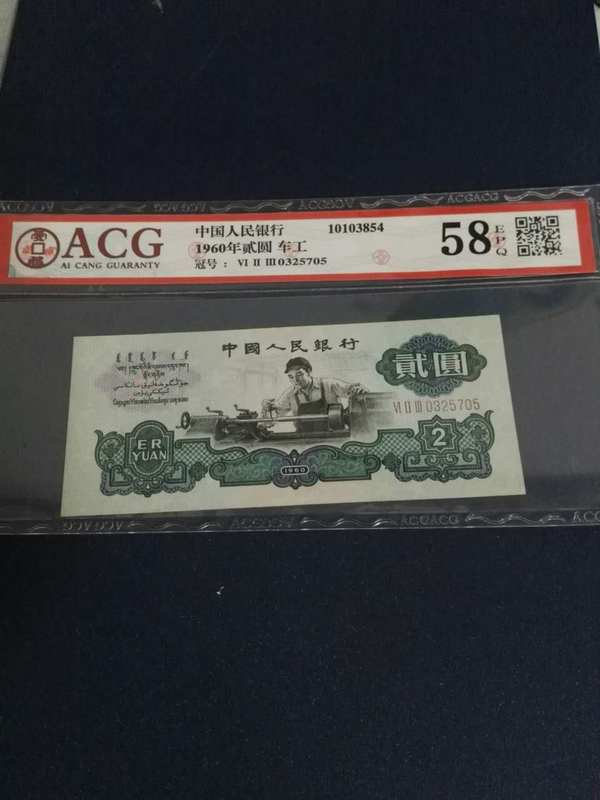 ACGACG
ACG
AI CANG GUARANTY
中国人民银行
10103854
1960年贰圆 车工
冠号: VI II III 0325705
58
EPQ
中國人民銀行
貳圓
VI II III 0325705
ER
YUAN
2
1960
ACGACG